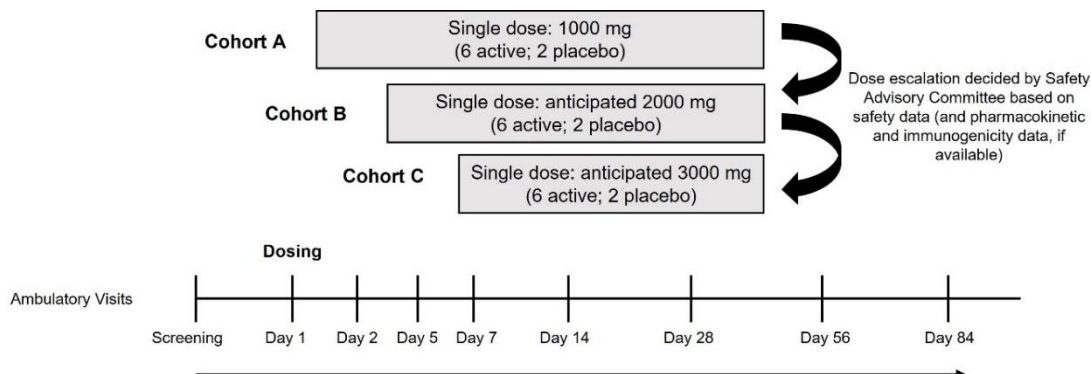 Cohort A
Single dose: 1000 mg
(6 active; 2 placebo)
Cohort B
Single dose: anticipated 2000 mg
(6 active; 2 placebo)
Cohort C
Single dose: anticipated 3000 mg
(6 active; 2 placebo)
Dose escalation decided by Safety
Advisory Committee based on
safety data (and pharmacokinetic
and immunogenicity data, if
available)
Dosing
Ambulatory Visits
Screening Day 1 Day 2 Day 5 Day 7 Day 14 Day 28 Day 56 Day 84